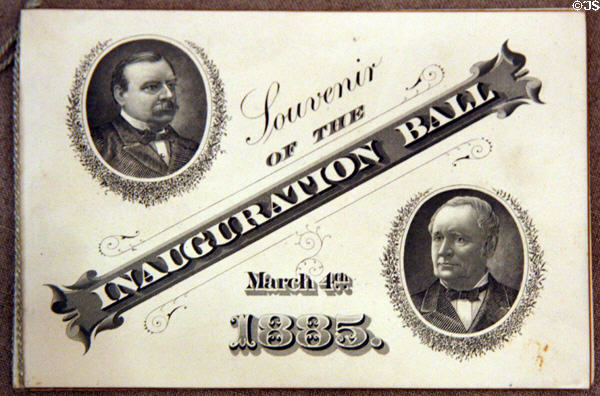 ©JS
Souvenir
OF THE
INAUGURATION BALL
March 4th
1885.